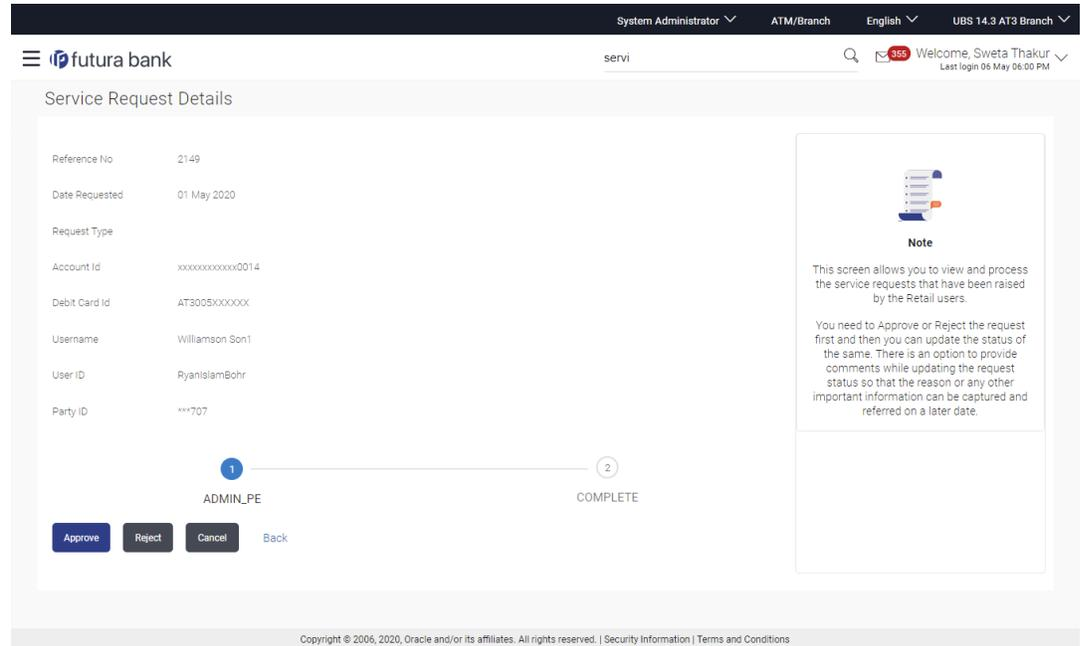 System Administrator ATM/Branch English UBS 14.3 AT3 Branch
futura bank servi 355 Welcome, Sweta Thakur
Last login 06 May 06:00 PM
Service Request Details
Reference No 2149
Date Requested 01 May 2020
Request Type
Account Id xxxxxxxxxxxx0014
Debit Card Id AT3005XXXXXX
Username Williamson Son1
User ID RyanIslamBohr
Party ID ***707
1 2
ADMIN_PE COMPLETE
Approve Reject Cancel Back
Note
This screen allows you to view and process
the service requests that have been raised
by the Retail users.
You need to Approve or Reject the request
first and then you can update the status of
the same. There is an option to provide
comments while updating the request
status so that the reason or any other
important information can be captured and
referred on a later date.
Copyright © 2006, 2020, Oracle and/or its affiliates. All rights reserved. | Security Information | Terms and Conditions